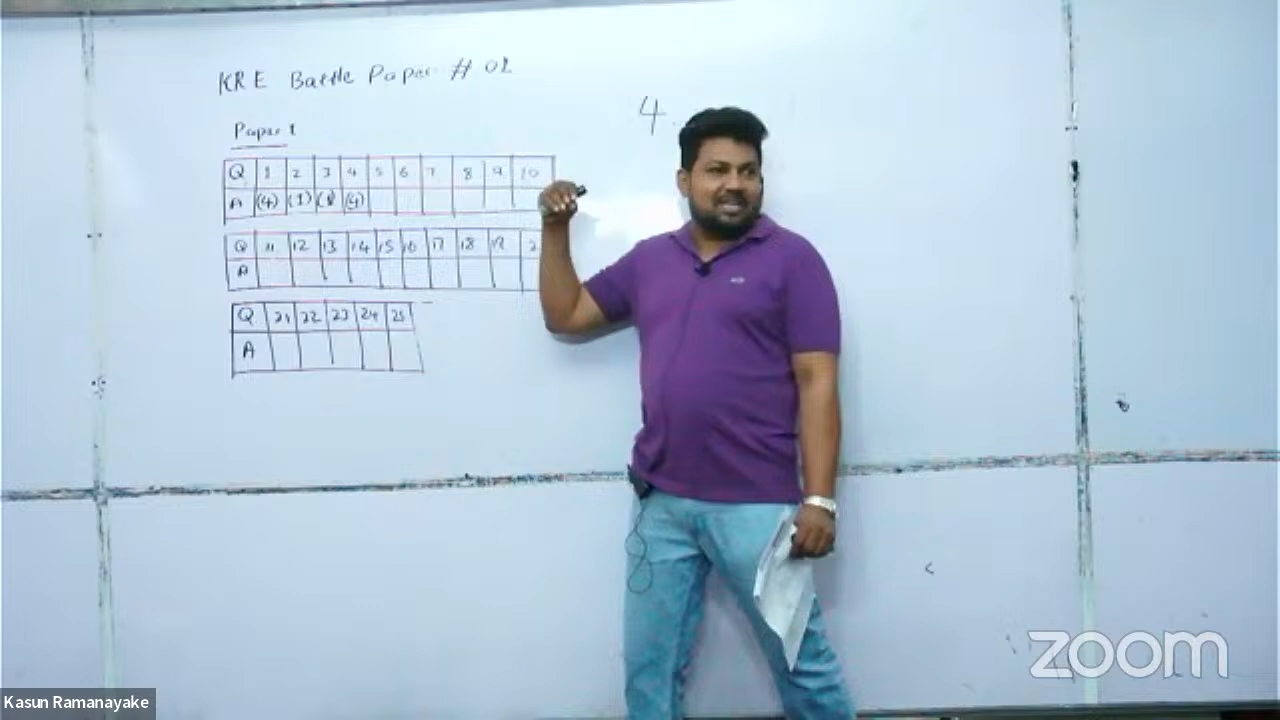 KRE Battle Paper # 02
4.
Paper 1
Q 1 2 3 4 5 6 7 8 9 10
A (4) (1) (4)
Q 11 12 13 14 15 16 17 18 19 2
A
Q 21 22 23 24 25
A
zoom
Kasun Ramanayake